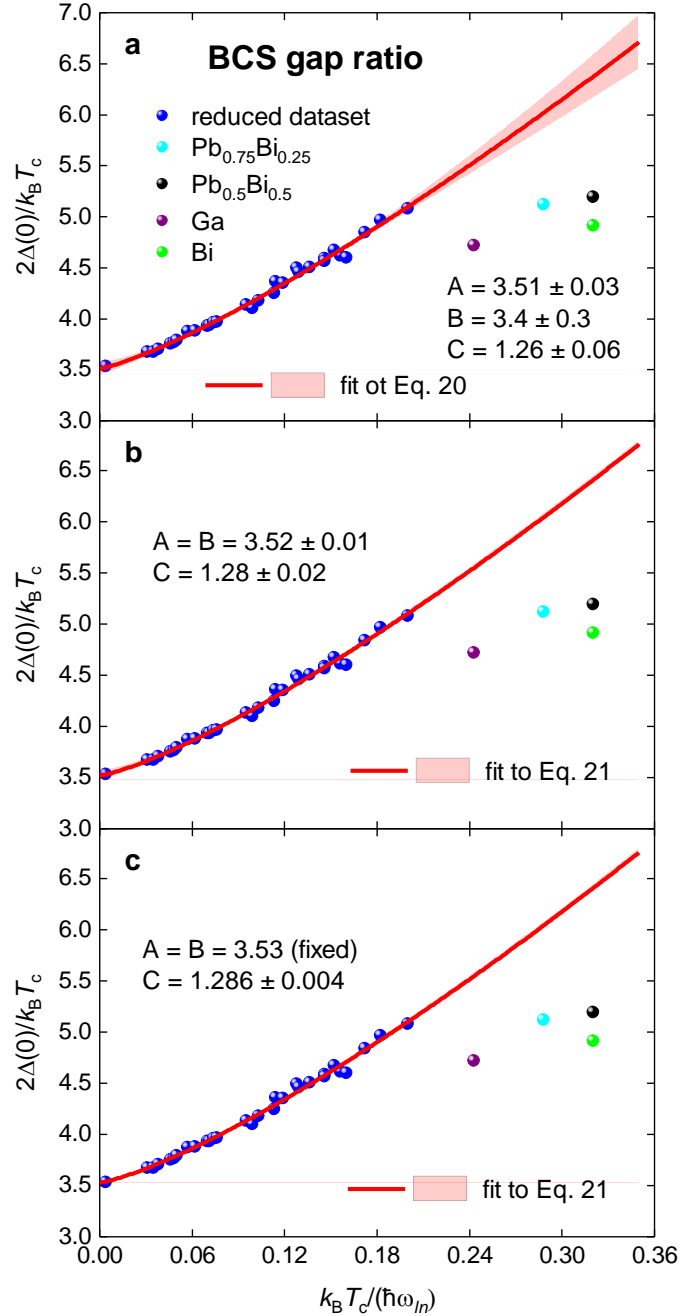 7.0
a
BCS gap ratio
6.5
reduced dataset
6.0
Pb0.75Bi0.25
5.5
Pb0.5Bi0.5
Ga
5.0
Bi
4.5
A = 3.51 ± 0.03
B = 3.4 ± 0.3
4.0
C = 1.26 ± 0.06
3.5
fit ot Eq. 20
3.0
2Δ(0)/kBTc
b
6.5
6.0
A = B = 3.52 ± 0.01
C = 1.28 ± 0.02
5.5
5.0
4.5
4.0
3.5
fit to Eq. 21
3.0
2Δ(0)/kBTc
c
6.5
6.0
A = B = 3.53 (fixed)
C = 1.286 ± 0.004
5.5
5.0
4.5
4.0
3.5
fit to Eq. 21
3.0
2Δ(0)/kBTc
0.00 0.06 0.12 0.18 0.24 0.30 0.36
kBTc/(ħωln)